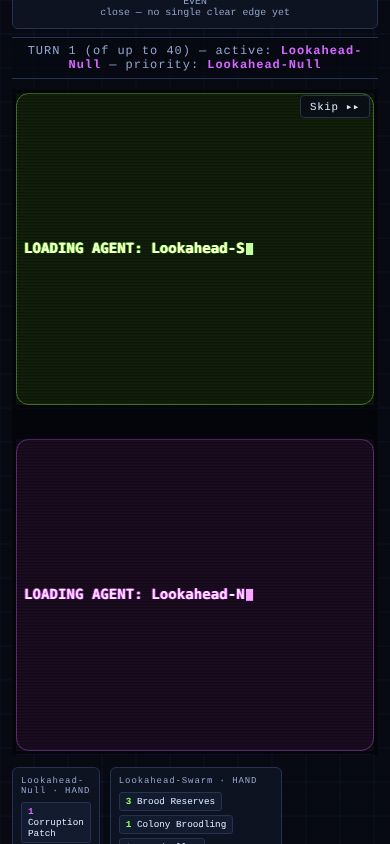 EVEN
close — no single clear edge yet
TURN 1 (of up to 40) — active: Lookahead-
Null — priority: Lookahead-Null
Skip ▸▸
LOADING AGENT: Lookahead-S
LOADING AGENT: Lookahead-N
Lookahead-
Null · HAND
1
Corruption
Patch
Lookahead-Swarm · HAND
3 Brood Reserves
1 Colony Broodling